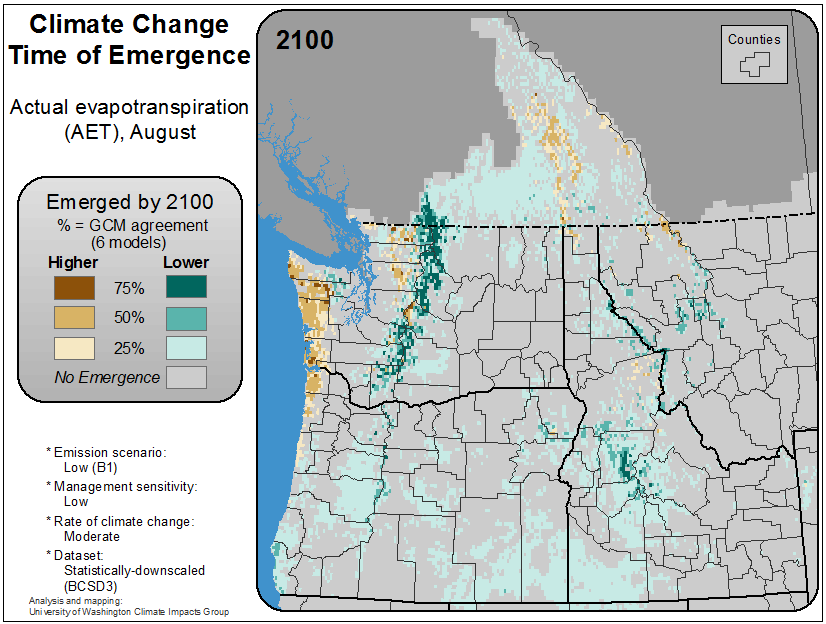 Climate Change
Time of Emergence
Actual evapotranspiration
(AET), August
Emerged by 2100
% = GCM agreement
(6 models)
Higher Lower
75%
50%
25%
No Emergence
* Emission scenario:
Low (B1)
* Management sensitivity:
Low
* Rate of climate change:
Moderate
* Dataset:
Statistically-downscaled
(BCSD3)
Analysis and mapping:
University of Washington Climate Impacts Group
2100
Counties